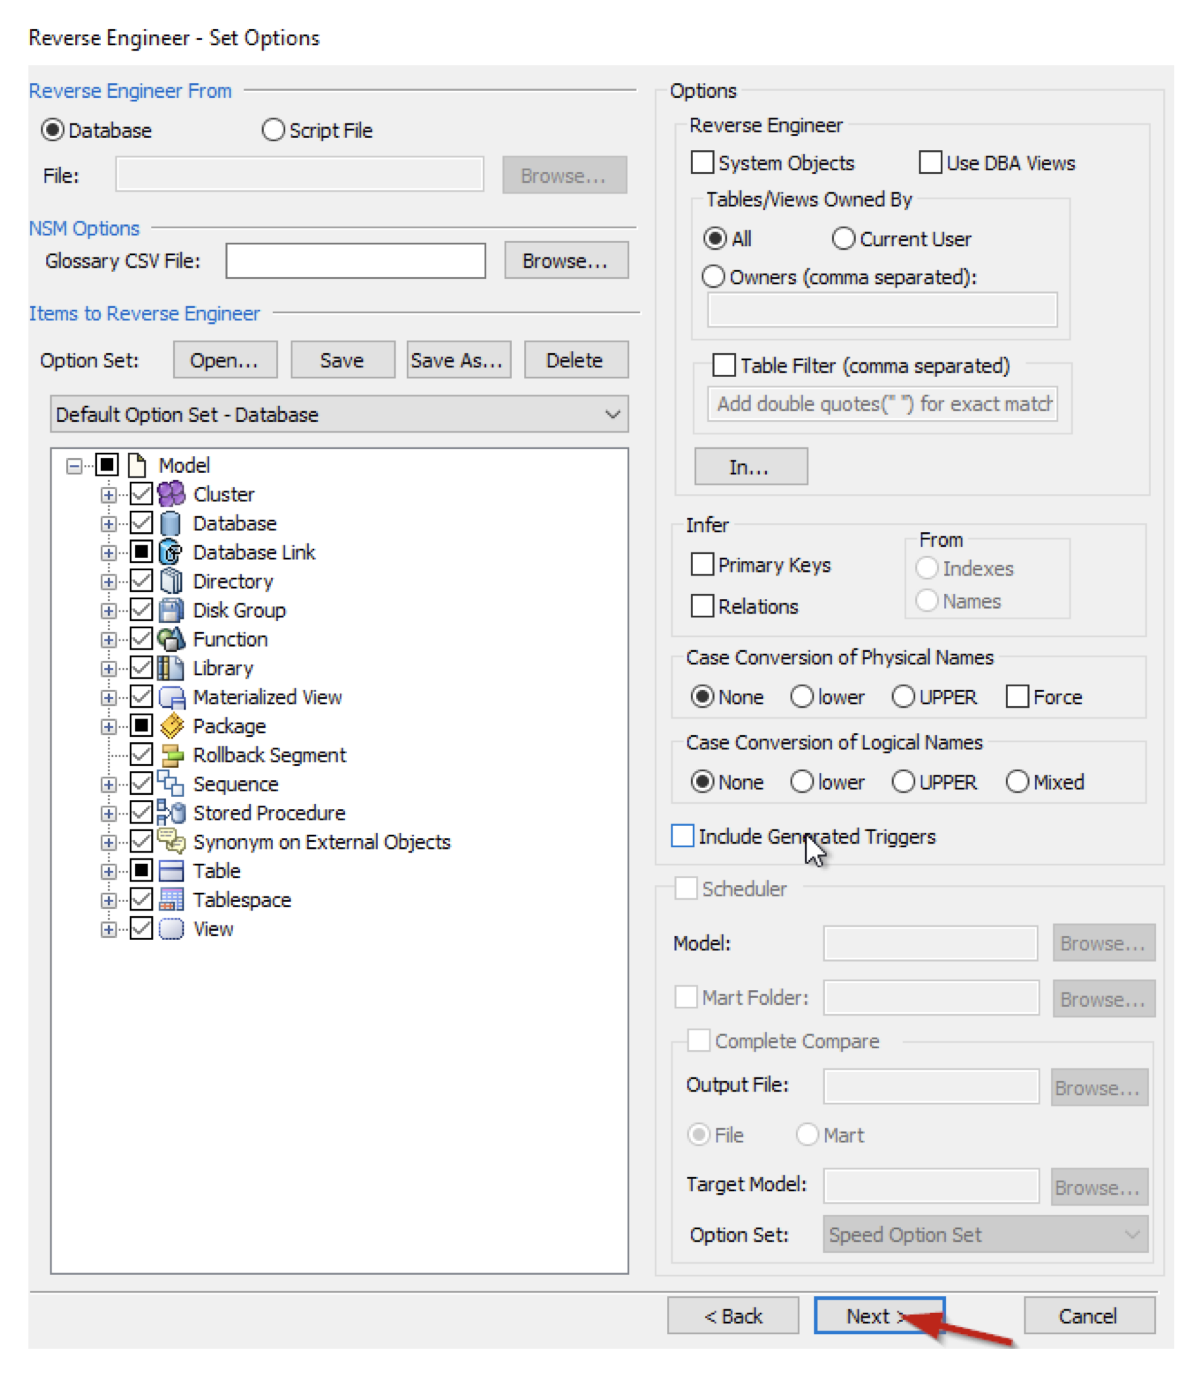 Reverse Engineer - Set Options
Reverse Engineer From
Database
Script File
File:
Browse...
NSM Options
Glossary CSV File:
Browse...
Items to Reverse Engineer
Option Set:
Open...
Save
Save As...
Delete
Default Option Set - Database
Model
Cluster
Database
Database Link
Directory
Disk Group
Function
Library
Materialized View
Package
Rollback Segment
Sequence
Stored Procedure
Synonym on External Objects
Table
Tablespace
View
Options
Reverse Engineer
System Objects
Use DBA Views
Tables/Views Owned By
All
Current User
Owners (comma separated):
Table Filter (comma separated)
Add double quotes(" ") for exact match
In...
Infer
Primary Keys
Relations
From
Indexes
Names
Case Conversion of Physical Names
None
lower
UPPER
Force
Case Conversion of Logical Names
None
lower
UPPER
Mixed
Include Generated Triggers
Scheduler
Model:
Browse...
Mart Folder:
Browse...
Complete Compare
Output File:
Browse...
File
Mart
Target Model:
Browse...
Option Set:
Speed Option Set
< Back
Next >
Cancel